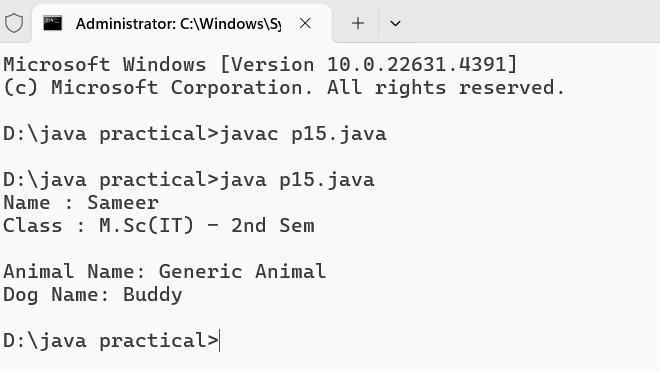 Administrator: C:\Windows\Sy
Microsoft Windows [Version 10.0.22631.4391]
(c) Microsoft Corporation. All rights reserved.
D:\java practical>javac p15.java
D:\java practical>java p15.java
Name : Sameer
Class : M.Sc(IT) - 2nd Sem
Animal Name: Generic Animal
Dog Name: Buddy
D:\java practical>